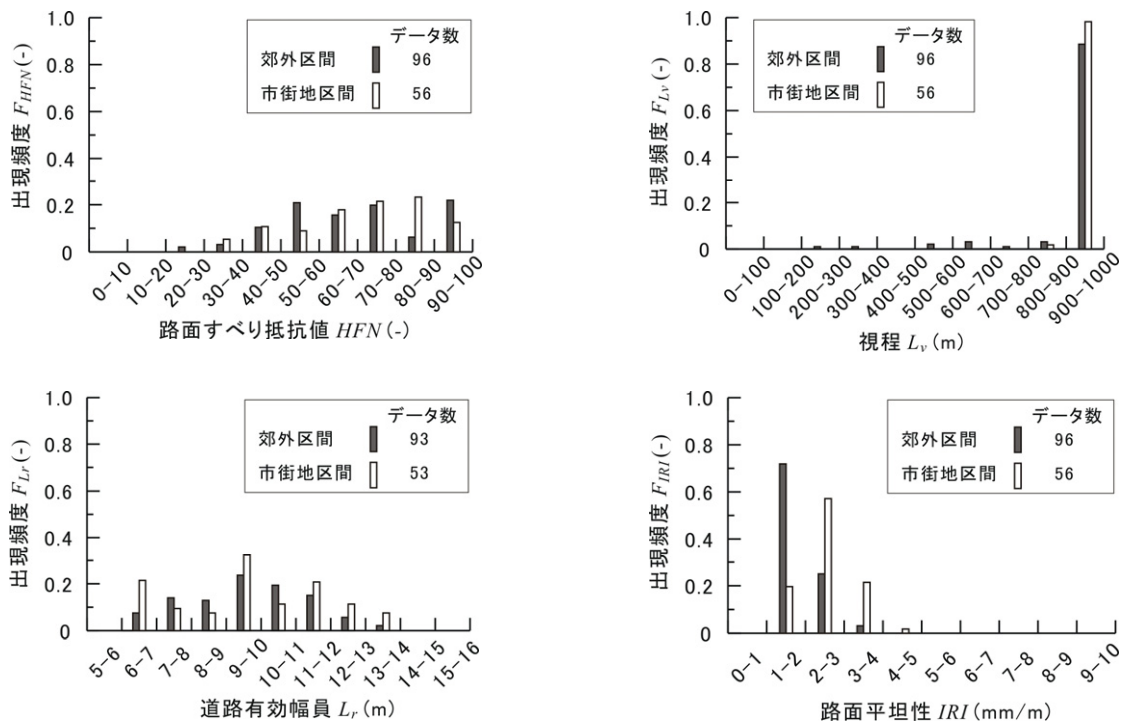 出現頻度 F_HFN (-)
1.0
0.8
0.6
0.4
0.2
0
データ数
郊外区間 96
市街地区間 56
0-10 10-20 20-30 30-40 40-50 50-60 60-70 70-80 80-90 90-100
路面すべり抵抗値 HFN (-)
出現頻度 F_Lv (-)
1.0
0.8
0.6
0.4
0.2
0
データ数
郊外区間 96
市街地区間 56
0-100 100-200 200-300 300-400 400-500 500-600 600-700 700-800 800-900 900-1000
視程 L_v (m)
出現頻度 F_Lr (-)
1.0
0.8
0.6
0.4
0.2
0
データ数
郊外区間 93
市街地区間 53
5-6 6-7 7-8 8-9 9-10 10-11 11-12 12-13 13-14 14-15 15-16
道路有効幅員 L_r (m)
出現頻度 F_IRI (-)
1.0
0.8
0.6
0.4
0.2
0
データ数
郊外区間 96
市街地区間 56
0-1 1-2 2-3 3-4 4-5 5-6 6-7 7-8 8-9 9-10
路面平坦性 IRI (mm/m)